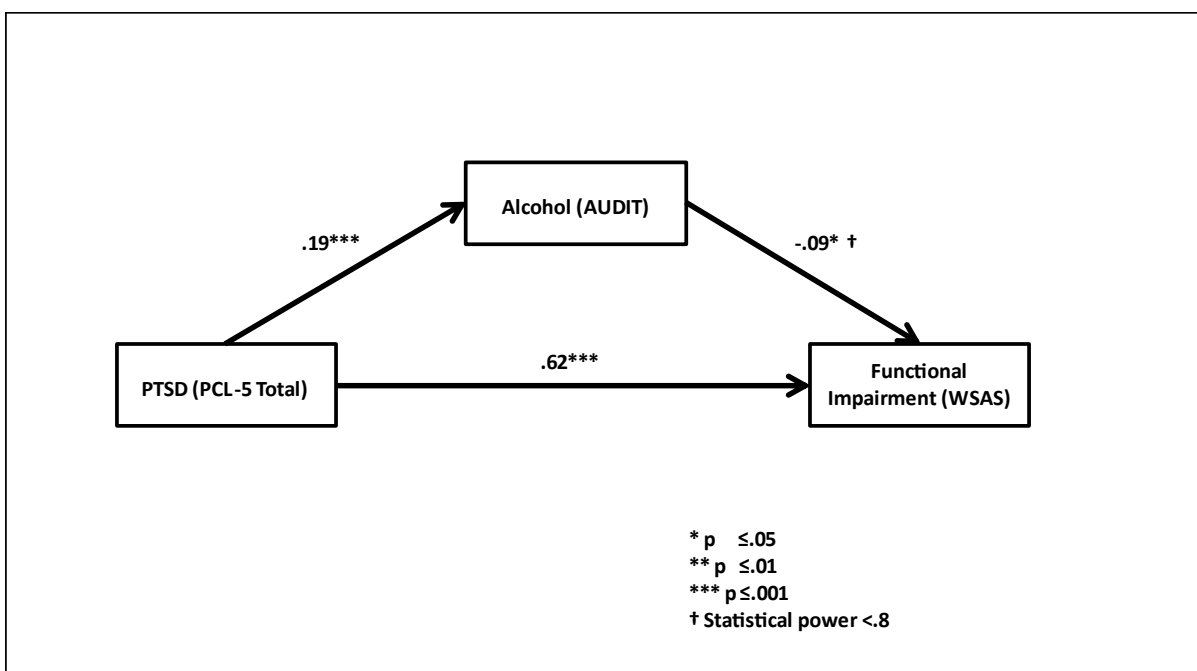 Alcohol (AUDIT)
.19***
-.09* †
PTSD (PCL-5 Total)
.62***
Functional
Impairment (WSAS)
* p ≤.05
** p ≤.01
*** p ≤.001
† Statistical power <.8